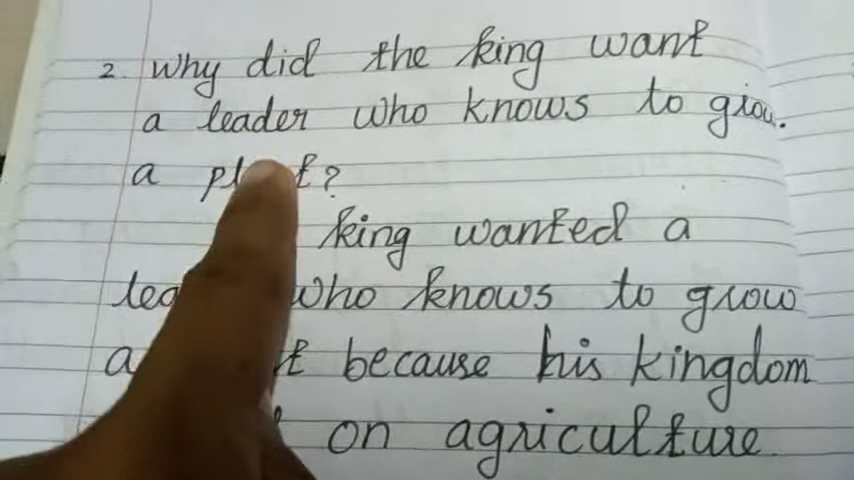 2. Why did the king want
a leader who knows to grow.
a
king wanted a
who knows to grow
a because his kingdom
on agriculture